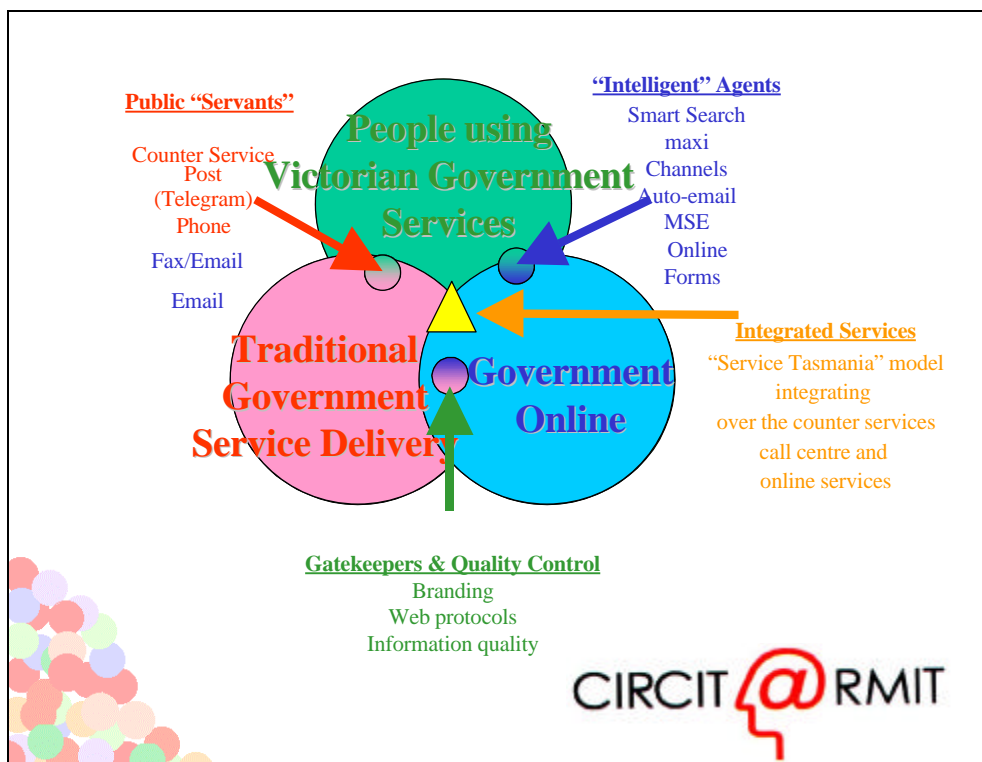 Public “Servants”
Counter Service
Post
(Telegram)
Phone
Fax/Email
Email
People using
Victorian Government
Services
“Intelligent” Agents
Smart Search
maxi
Channels
Auto-email
MSE
Online
Forms
Traditional
Government
Service Delivery
Government
Online
Integrated Services
“Service Tasmania” model
integrating
over the counter services
call centre and
online services
Gatekeepers & Quality Control
Branding
Web protocols
Information quality
CIRCIT @ RMIT